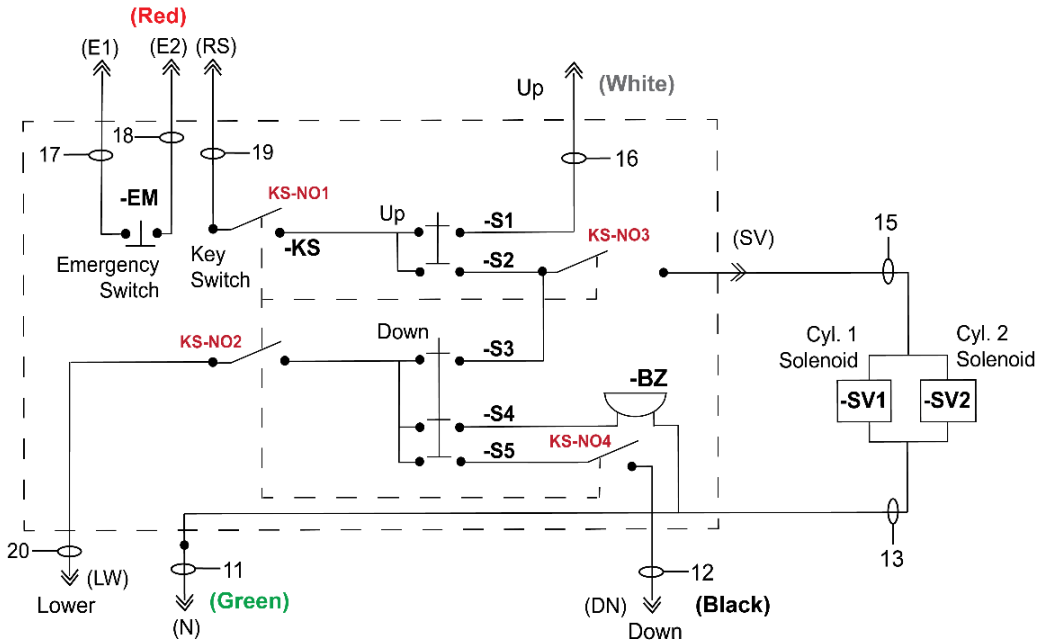 (Red)
(E1)
(E2)
(RS)
Up
(White)
17
18
19
16
-EM
KS-NO1
Up
-S1
-KS
KS-NO3
(SV)
15
Emergency
Switch
Key
Switch
-S2
KS-NO2
Down
-S3
Cyl. 1
Solenoid
Cyl. 2
Solenoid
-BZ
-SV1
-SV2
-S4
KS-NO4
-S5
20
(LW)
Lower
11
(Green)
(N)
12
(DN)
(Black)
Down
13